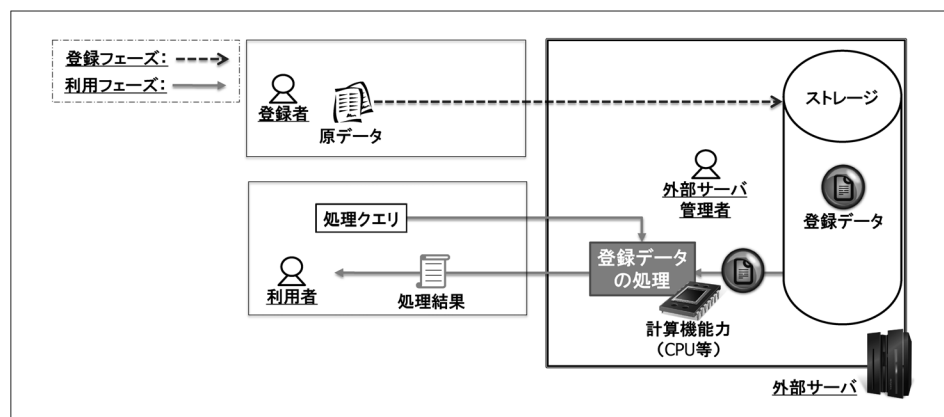 登録フェーズ:
利用フェーズ:
登録者
原データ
ストレージ
外部サーバ
管理者
登録データ
処理クエリ
登録データ
の処理
利用者
処理結果
計算機能力
(CPU等)
外部サーバ